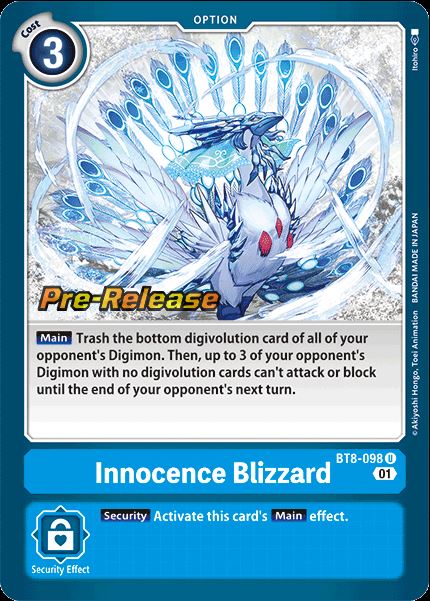 OPTION
Cost
3
Itohiro
Pre-Release
Main Trash the bottom digivolution card of all of your
opponent's Digimon. Then, up to 3 of your opponent's
Digimon with no digivolution cards can't attack or block
until the end of your opponent's next turn.
© Akiyoshi Hongo, Toei Animation BANDAI MADE IN JAPAN
BT8-098 U
Innocence Blizzard
01
Security Activate this card's Main effect.
Security Effect